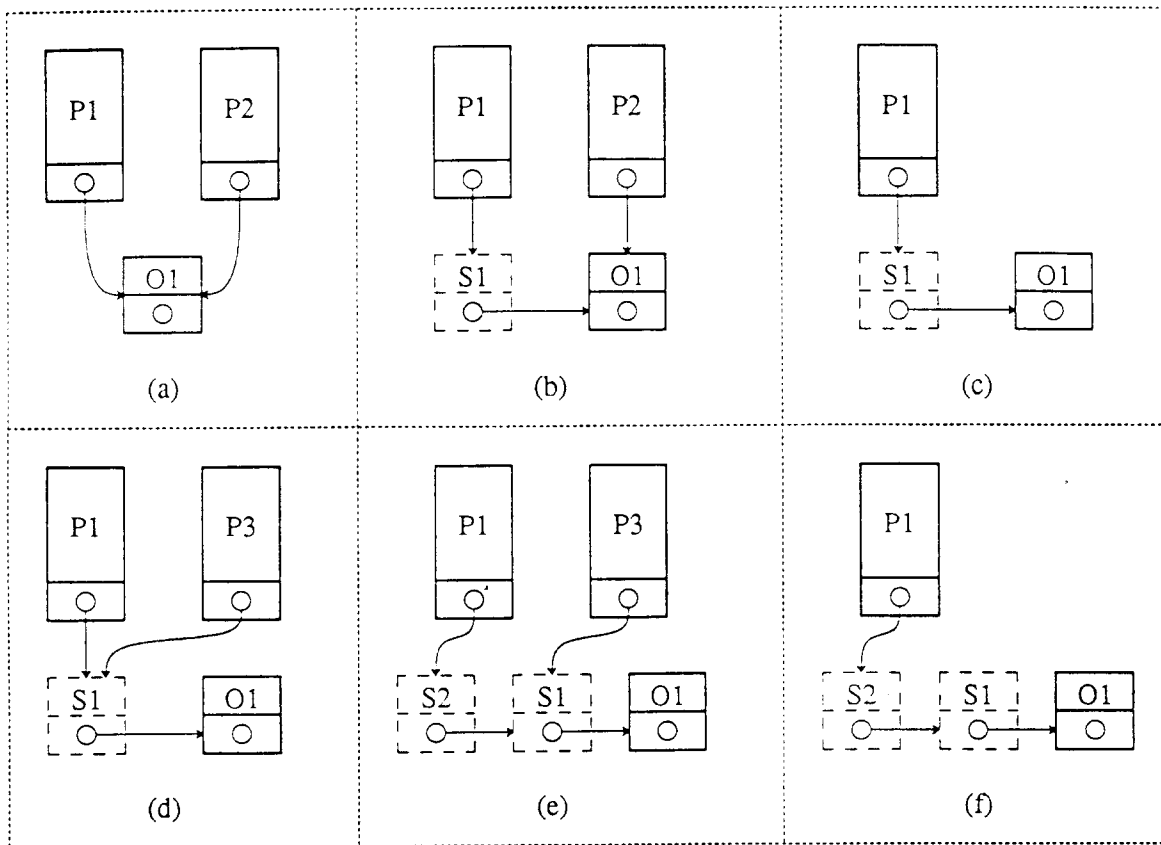 P1 P2
O1
(a)
P1 P2
S1 O1
(b)
P1
S1 O1
(c)
P1 P3
S1 O1
(d)
P1 P3
S2 S1 O1
(e)
P1
S2 S1 O1
(f)